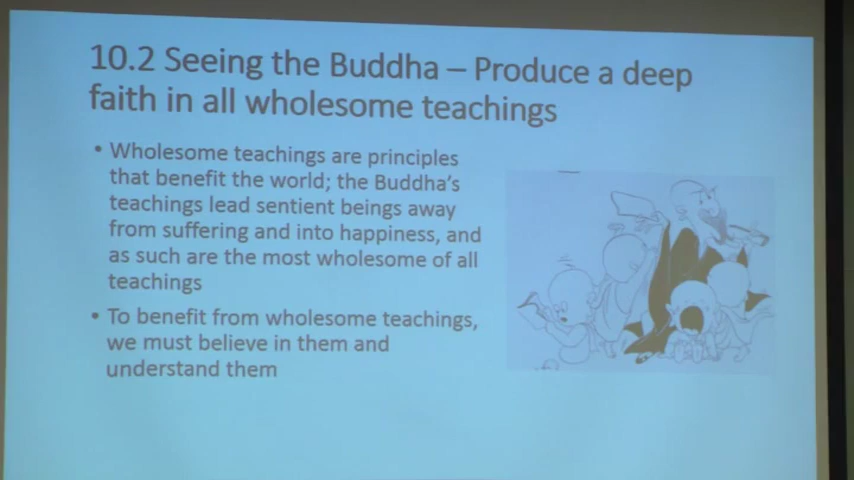 10.2 Seeing the Buddha – Produce a deep
faith in all wholesome teachings
• Wholesome teachings are principles
that benefit the world; the Buddha's
teachings lead sentient beings away
from suffering and into happiness, and
as such are the most wholesome of all
teachings
• To benefit from wholesome teachings,
we must believe in them and
understand them